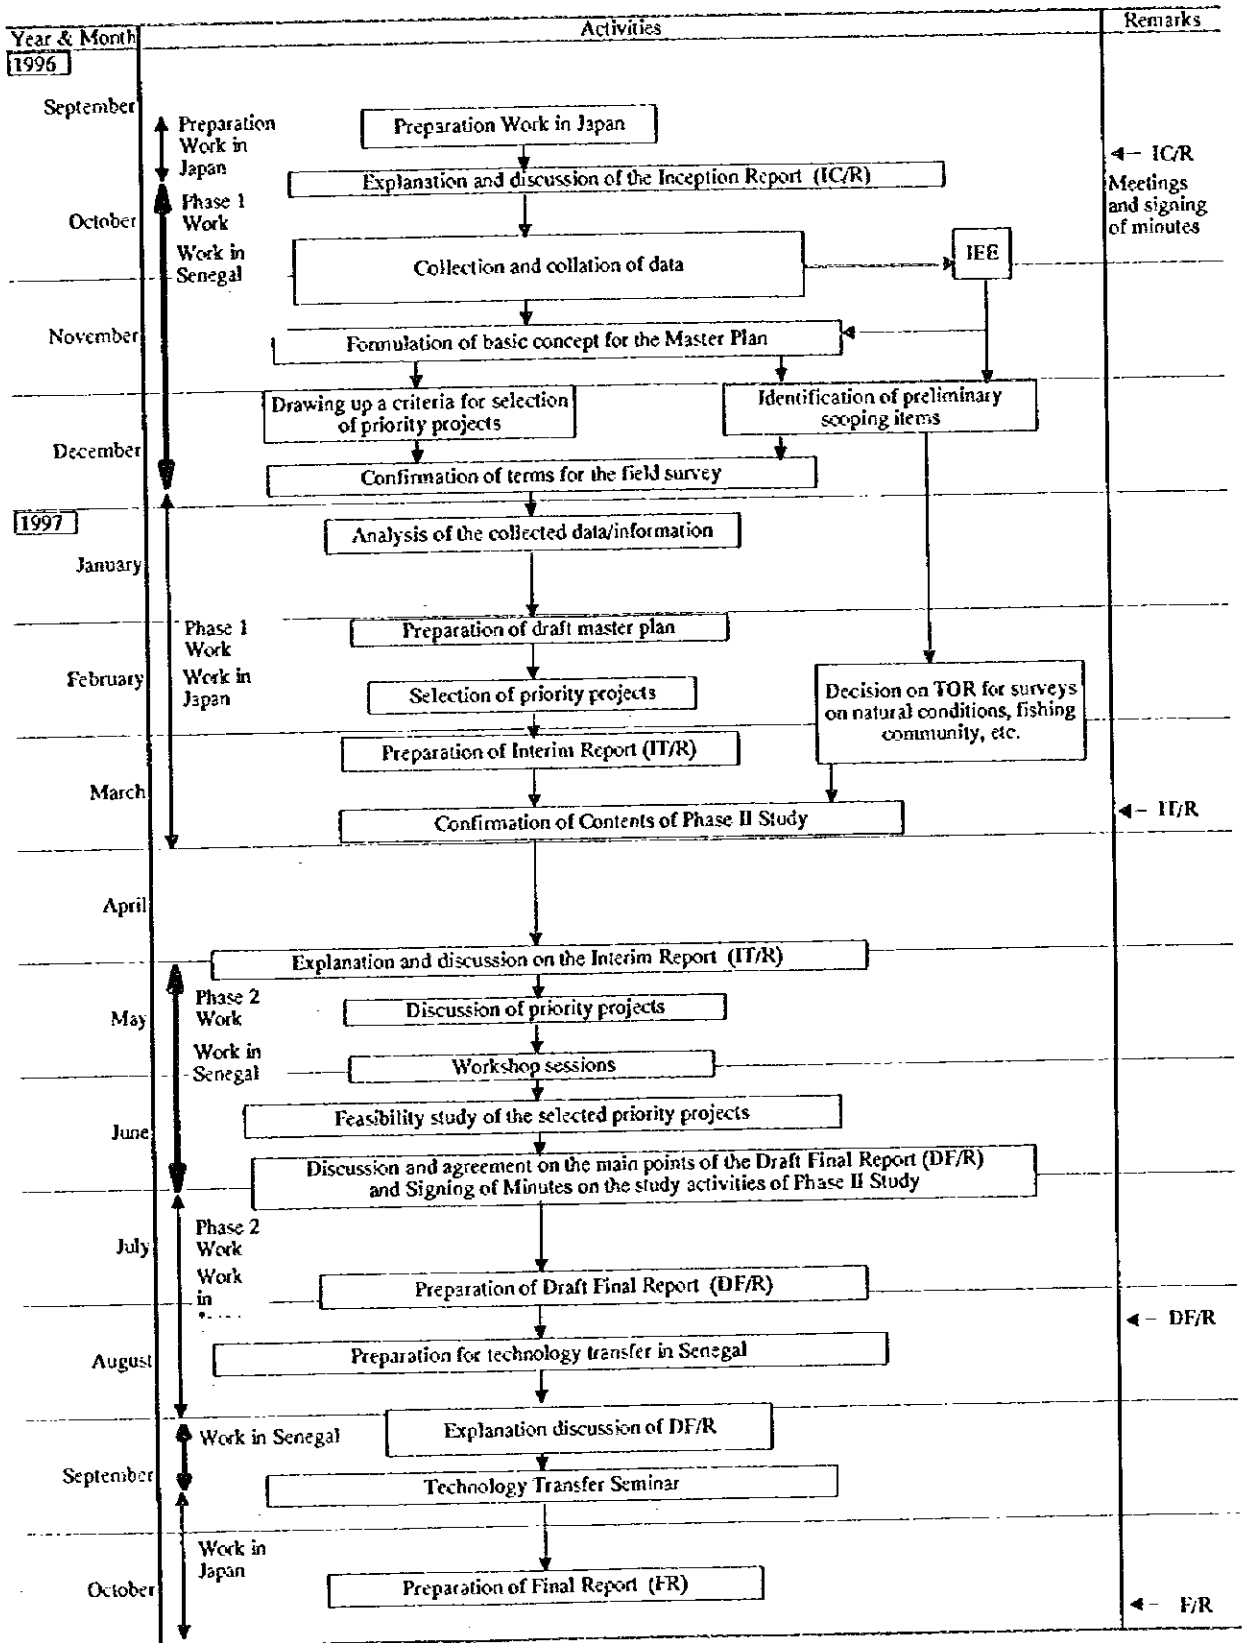 Year & Month
Activities
Remarks
1996
September
Preparation
Work in
Japan
Preparation Work in Japan
IC/R
Explanation and discussion of the Inception Report (IC/R)
Meetings
and signing
of minutes
October
Phase 1
Work
Work in
Senegal
Collection and collation of data
IEE
November
Formulation of basic concept for the Master Plan
Drawing up a criteria for selection
of priority projects
Identification of preliminary
scoping items
December
Confirmation of terms for the field survey
1997
Analysis of the collected data/information
January
Phase 1
Work
Work in
Japan
Preparation of draft master plan
February
Selection of priority projects
Decision on TOR for surveys
on natural conditions, fishing
community, etc.
Preparation of Interim Report (IT/R)
March
Confirmation of Contents of Phase II Study
IT/R
April
Explanation and discussion on the Interim Report (IT/R)
Phase 2
Work
Work in
Senegal
May
Discussion of priority projects
Workshop sessions
Feasibility study of the selected priority projects
June
Discussion and agreement on the main points of the Draft Final Report (DF/R)
and Signing of Minutes on the study activities of Phase II Study
Phase 2
Work
Work
in
July
Preparation of Draft Final Report (DF/R)
DF/R
August
Preparation for technology transfer in Senegal
Explanation discussion of DF/R
Work in Senegal
September
Technology Transfer Seminar
Work in
Japan
October
Preparation of Final Report (FR)
F/R